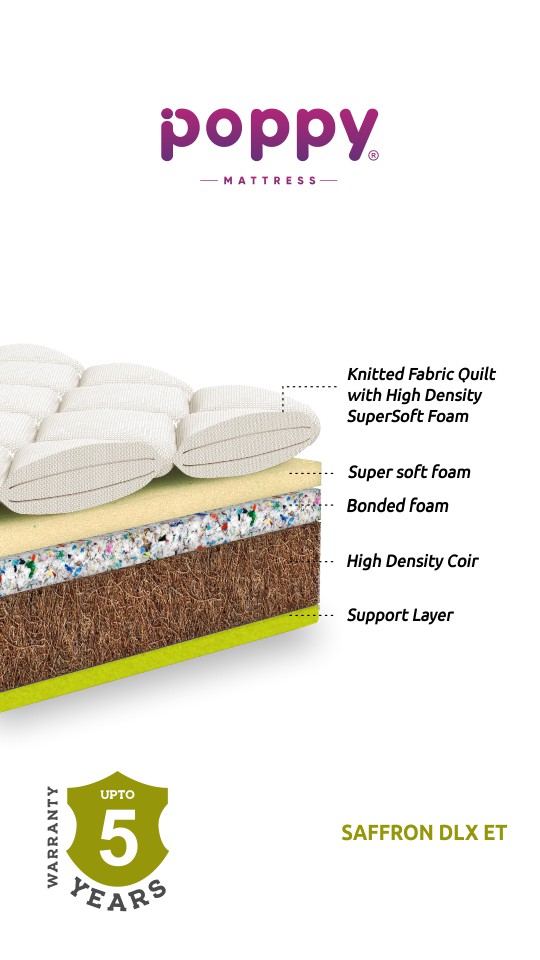 poppy®
MATTRESS
Knitted Fabric Quilt
with High Density
SuperSoft Foam
Super soft foam
Bonded foam
High Density Coir
Support Layer
WARRANTY
UPTO
5
YEARS
SAFFRON DLX ET